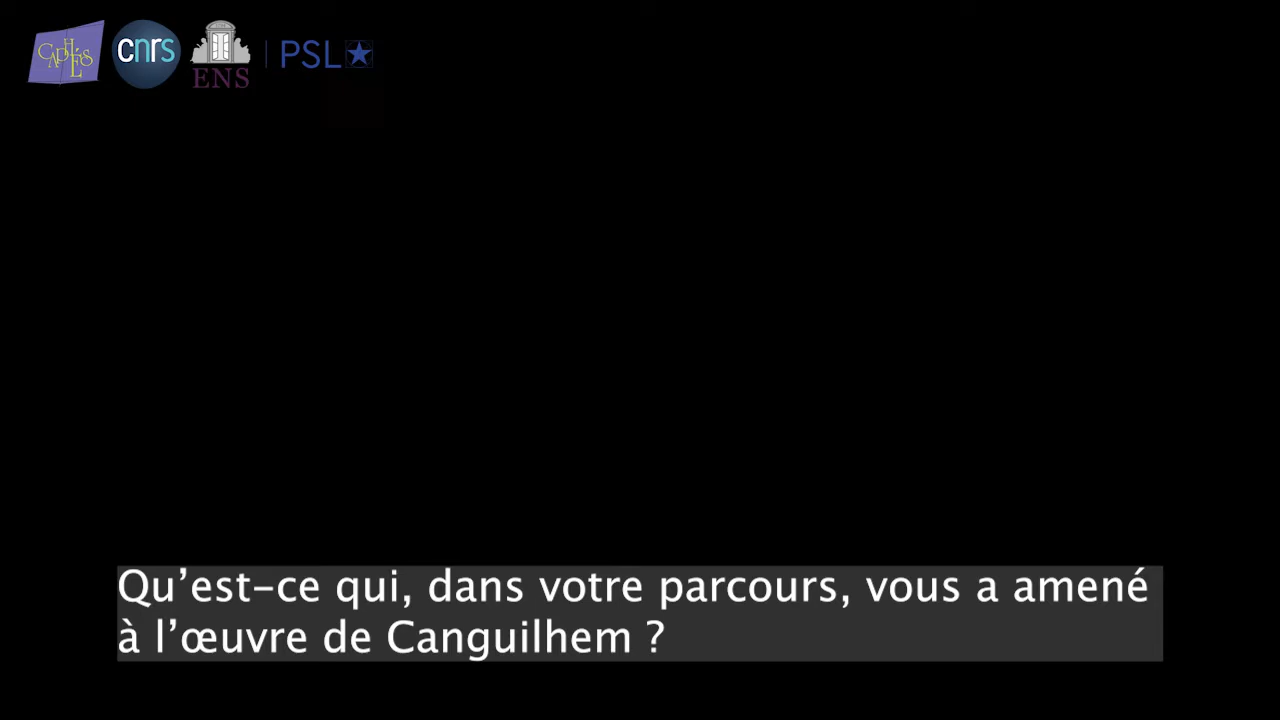 CAPHÉS
cnrs
ENS
PSL
Qu’est-ce qui, dans votre parcours, vous a amené
à l’œuvre de Canguilhem ?